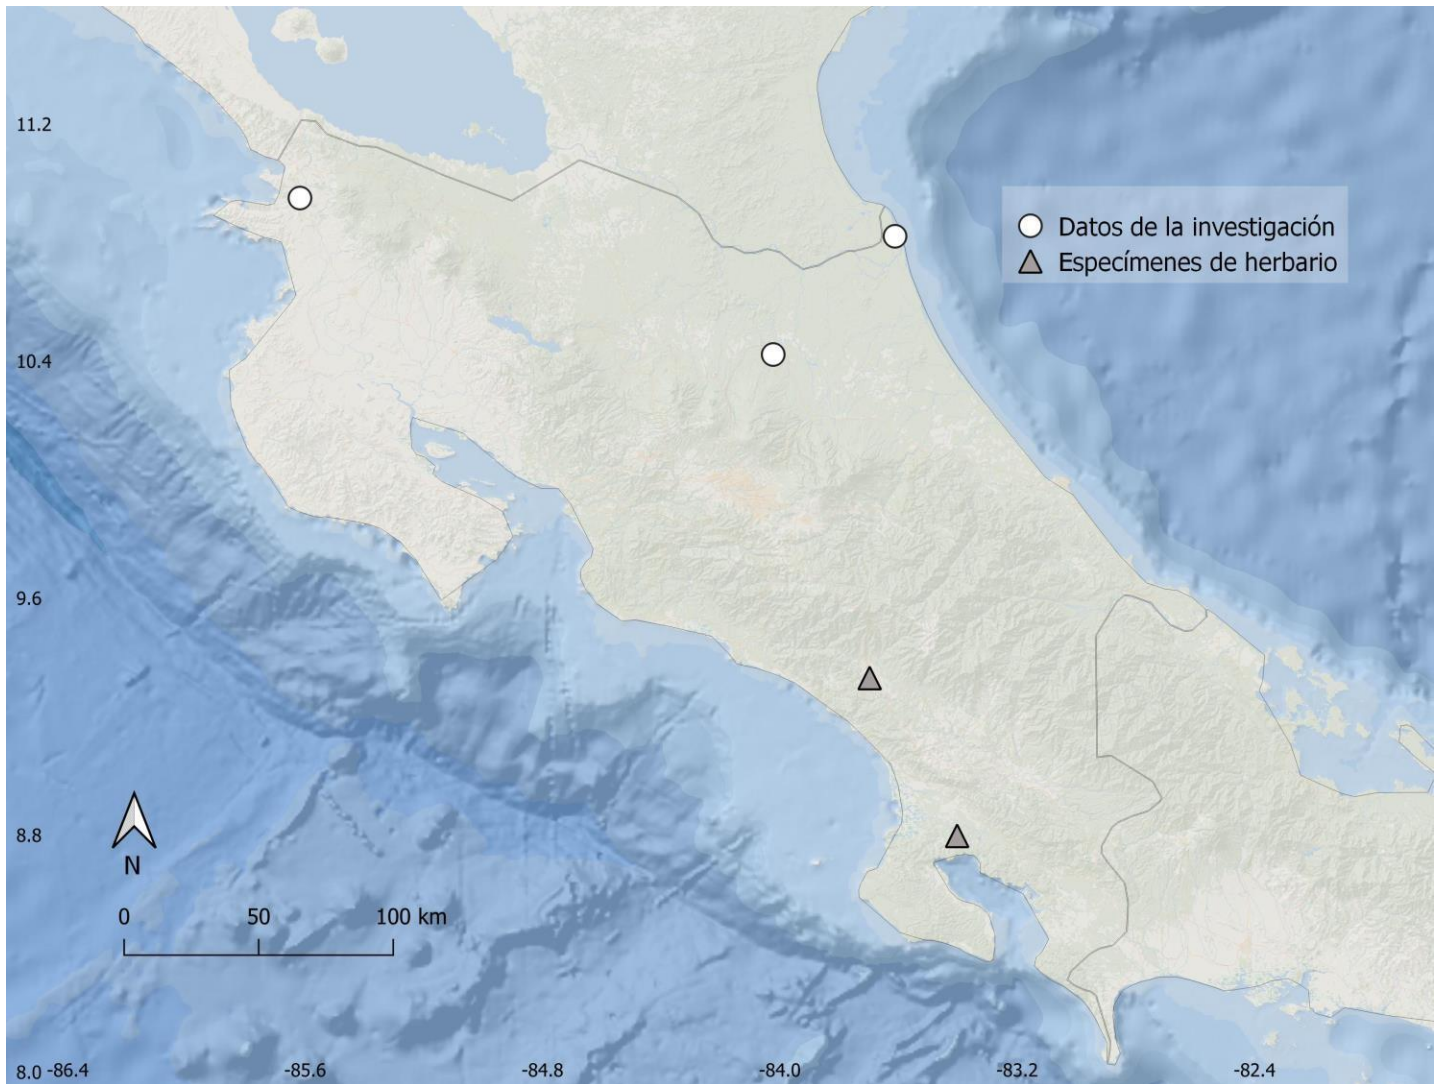 11.2
Datos de la investigación
Especímenes de herbario
10.4
9.6
8.8
N
0 50 100 km
8.0 -86.4 -85.6 -84.8 -84.0 -83.2 -82.4